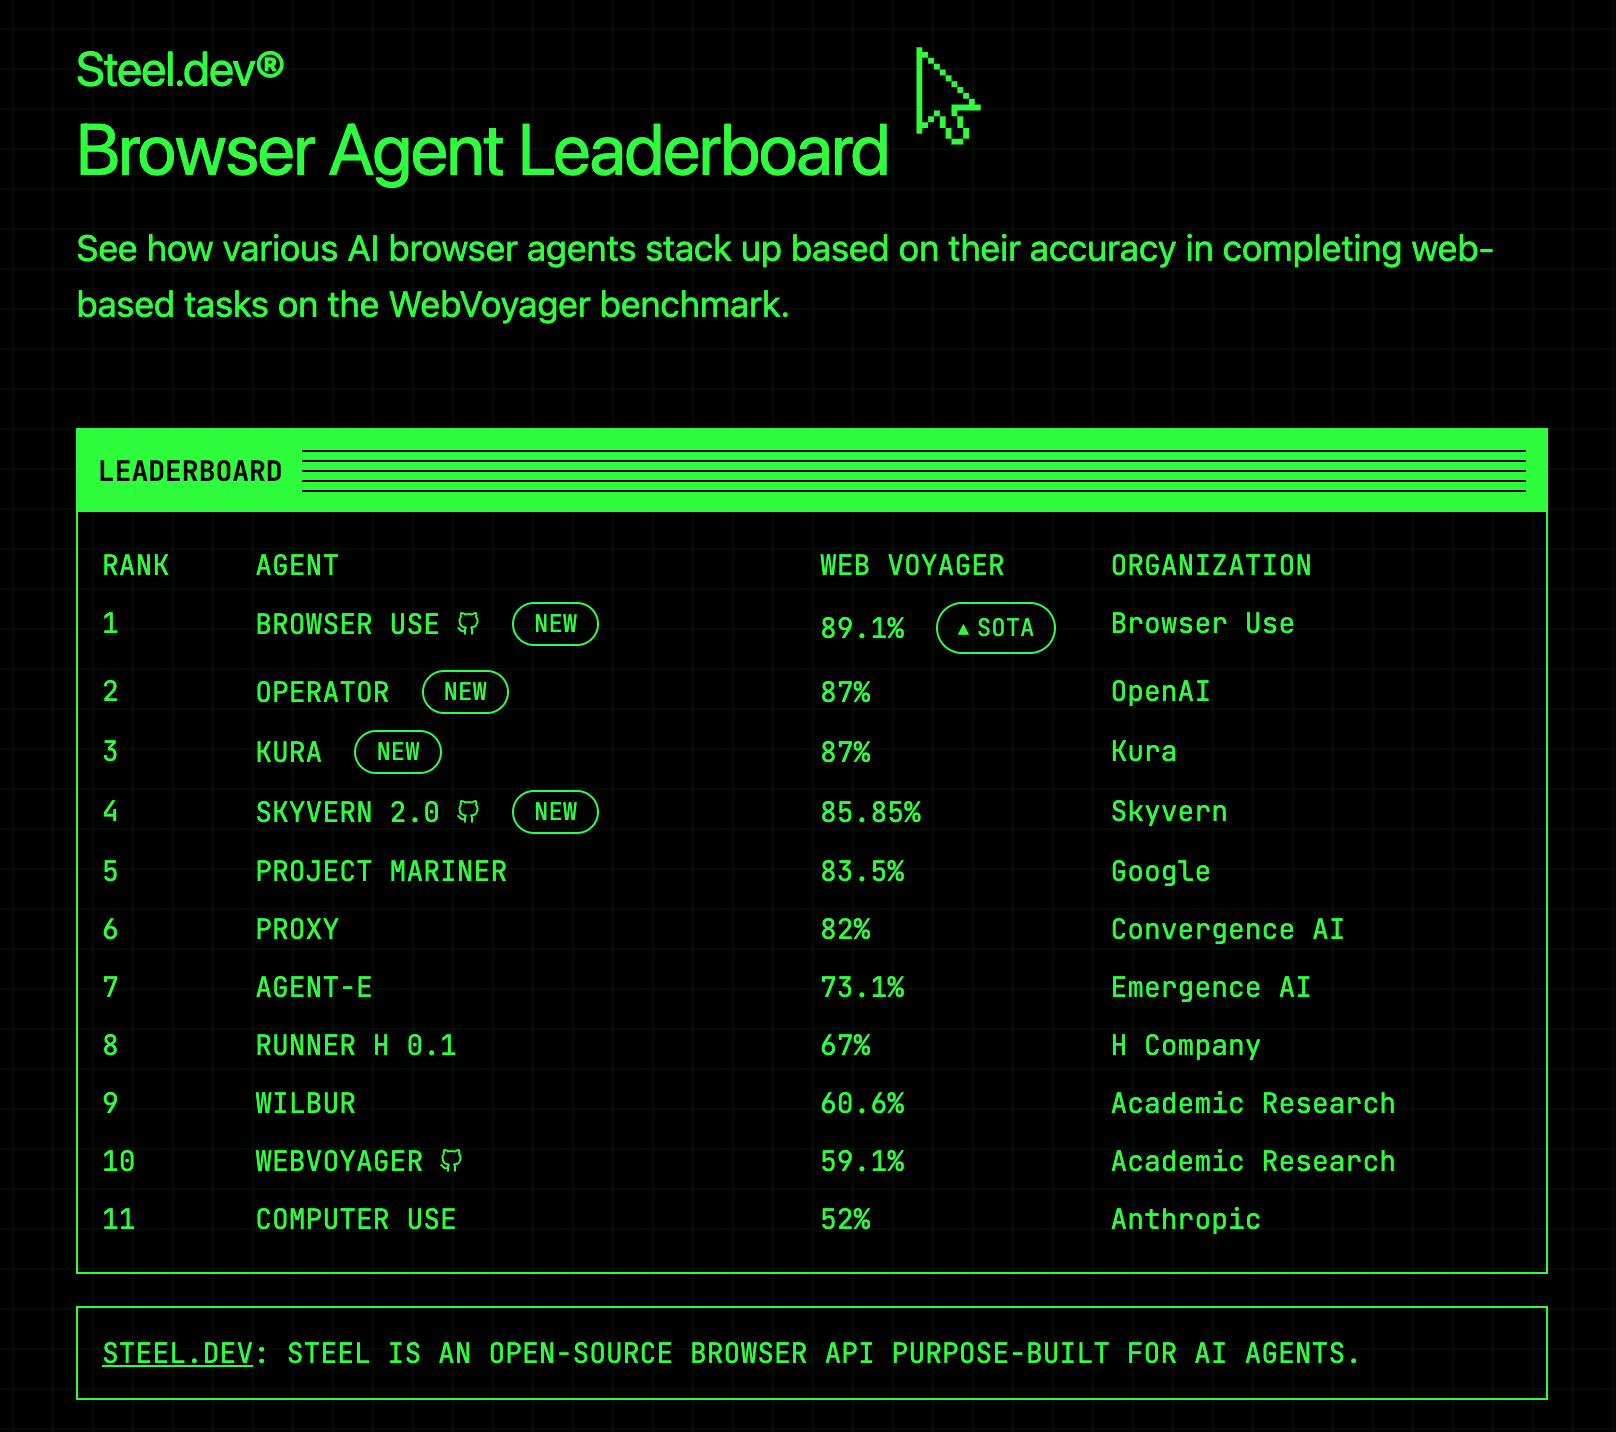 Steel.dev®
Browser Agent Leaderboard
See how various AI browser agents stack up based on their accuracy in completing web-
based tasks on the WebVoyager benchmark.
LEADERBOARD
RANK AGENT WEB VOYAGER ORGANIZATION
1 BROWSER USE NEW 89.1% ▲ SOTA Browser Use
2 OPERATOR NEW 87% OpenAI
3 KURA NEW 87% Kura
4 SKYVERN 2.0 NEW 85.85% Skyvern
5 PROJECT MARINER 83.5% Google
6 PROXY 82% Convergence AI
7 AGENT-E 73.1% Emergence AI
8 RUNNER H 0.1 67% H Company
9 WILBUR 60.6% Academic Research
10 WEBVOYAGER 59.1% Academic Research
11 COMPUTER USE 52% Anthropic
STEEL.DEV: STEEL IS AN OPEN-SOURCE BROWSER API PURPOSE-BUILT FOR AI AGENTS.